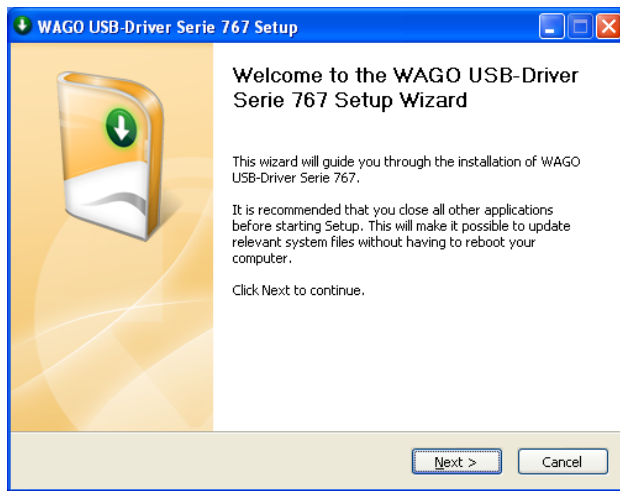 WAGO USB-Driver Serie 767 Setup
Welcome to the WAGO USB-Driver
Serie 767 Setup Wizard
This wizard will guide you through the installation of WAGO
USB-Driver Serie 767.
It is recommended that you close all other applications
before starting Setup. This will make it possible to update
relevant system files without having to reboot your
computer.
Click Next to continue.
Next >
Cancel